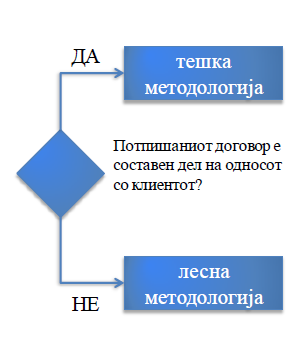 ДА
тешка
методологија
Потпишаниот договор е
составен дел на односот
со клиентот?
лесна
методологија
НЕ